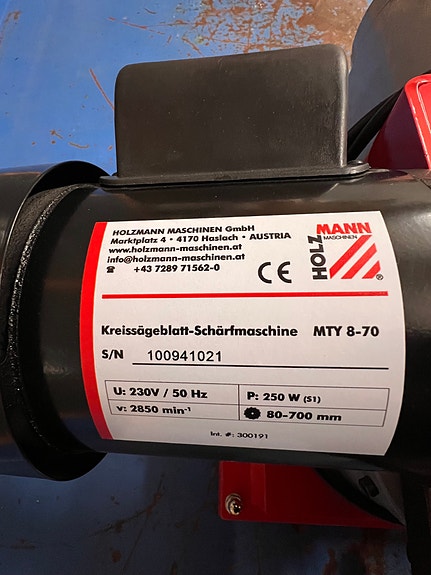 HOLZMANN MASCHINEN GmbH
Marktplatz 4 • 4170 Haslach • AUSTRIA
www.holzmann-maschinen.at
info@holzmann-maschinen.at
☎ +43 7289 71562-0
CE
HOLZ
MANN
MASCHINEN
®
Kreissägeblatt-Schärfmaschine MTY 8-70
S/N 100941021
U: 230V / 50 Hz P: 250 W (S1)
v: 2850 min⁻¹ 80-700 mm
Int. #: 300191